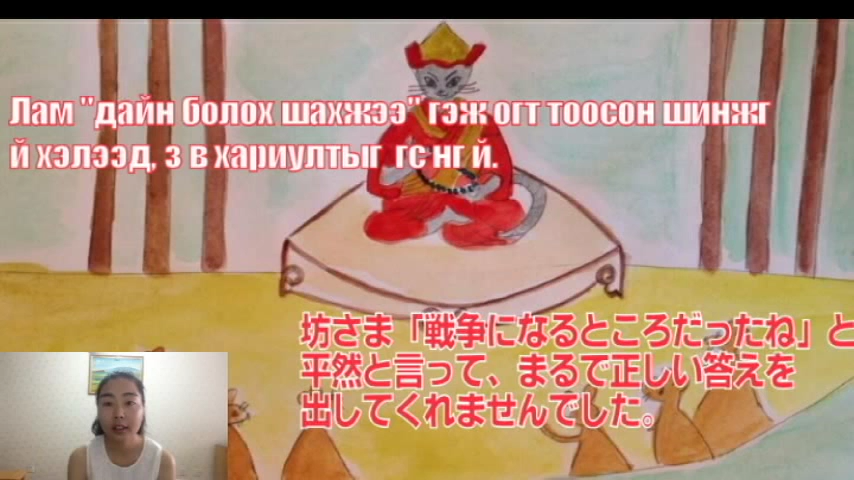 Лам "дайн болох шахжээ" гэж огт тоосон шинжг
й хэлээд, з в хариултыг  гс нг й.
坊さま「戦争になるところだったね」と
平然と言って、まるで正しい答えを
出してくれませんでした。